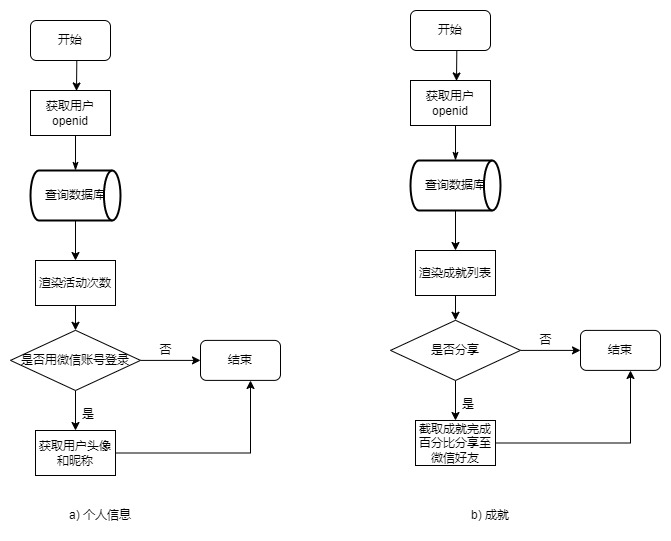 开始
获取用户
openid
查询数据库
渲染活动次数
是否用微信账号登录
否
结束
是
获取用户头像
和昵称
a) 个人信息
开始
获取用户
openid
查询数据库
渲染成就列表
是否分享
否
结束
是
截取成就完成
百分比分享至
微信好友
b) 成就